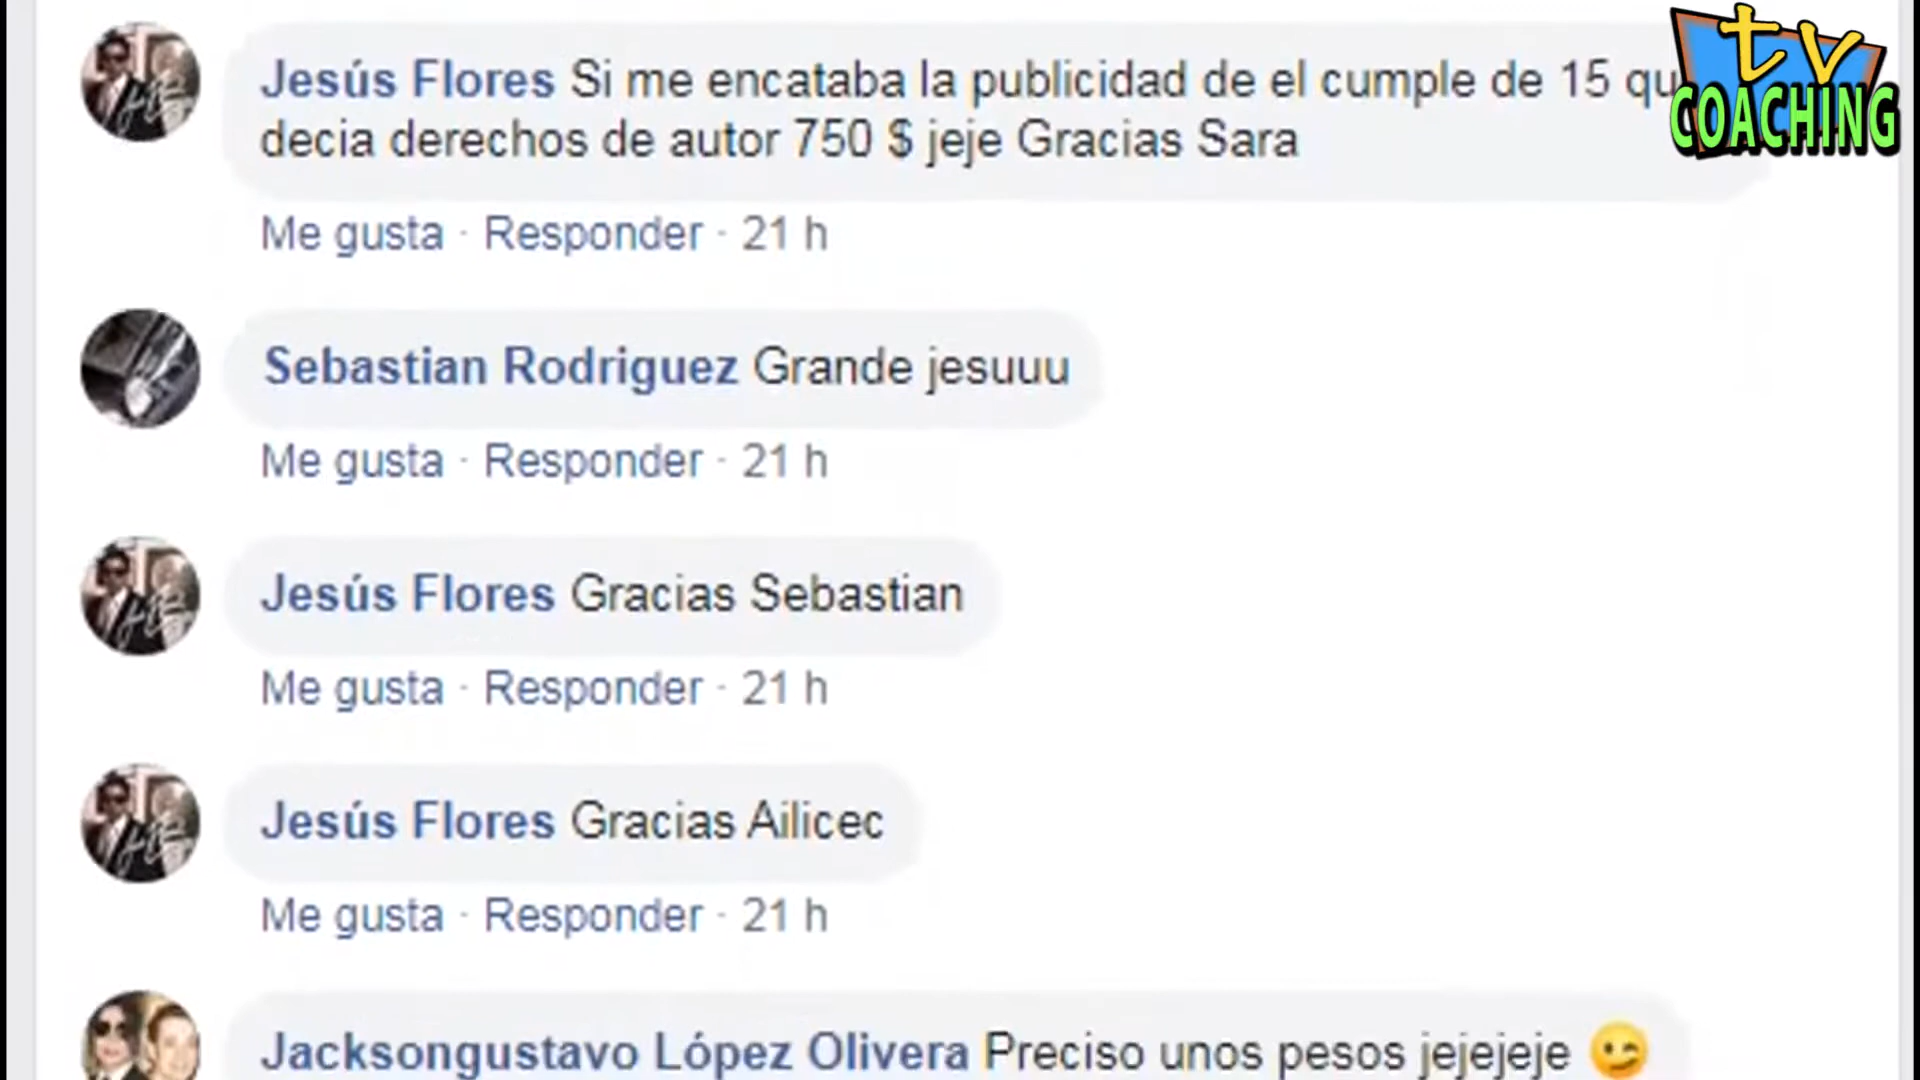 Jesús Flores Si me encataba la publicidad de el cumple de 15 qu
decia derechos de autor 750 $ jeje Gracias Sara
Me gusta · Responder · 21 h
Sebastian Rodriguez Grande jesuuu
Me gusta · Responder · 21 h
Jesús Flores Gracias Sebastian
Me gusta · Responder · 21 h
Jesús Flores Gracias Ailicec
Me gusta · Responder · 21 h
Jacksongustavo López Olivera Preciso unos pesos jejejeje 😉
tv
COACHING